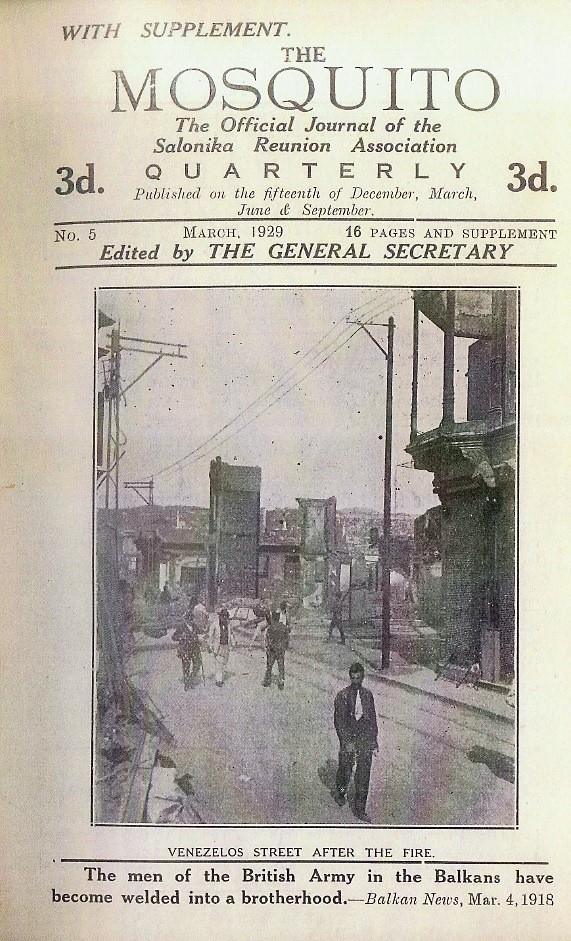 WITH SUPPLEMENT.
THE
MOSQUITO
The Official Journal of the
Salonika Reunion Association
3d. QUARTERLY 3d.
Published on the fifteenth of December, March,
June & September.
No. 5 MARCH, 1929 16 PAGES AND SUPPLEMENT
Edited by THE GENERAL SECRETARY
VENEZELOS STREET AFTER THE FIRE.
The men of the British Army in the Balkans have
become welded into a brotherhood.—Balkan News, Mar. 4, 1918